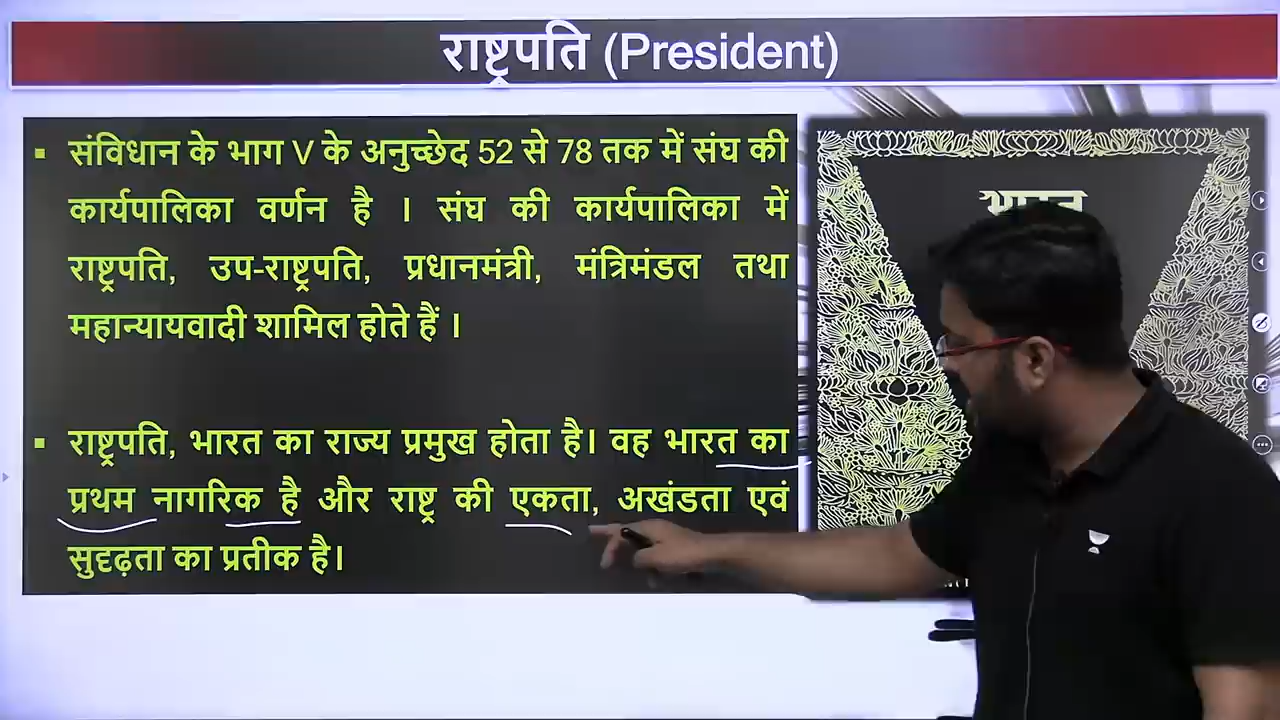 राष्ट्रपति (President)
संविधान के भाग V के अनुच्छेद 52 से 78 तक में संघ की
कार्यपालिका वर्णन है । संघ की कार्यपालिका में
राष्ट्रपति, उप-राष्ट्रपति, प्रधानमंत्री, मंत्रिमंडल तथा
महान्यायवादी शामिल होते हैं ।
राष्ट्रपति, भारत का राज्य प्रमुख होता है। वह भारत का
प्रथम नागरिक है और राष्ट्र की एकता, अखंडता एवं
सुदृढ़ता का प्रतीक है।
भारत